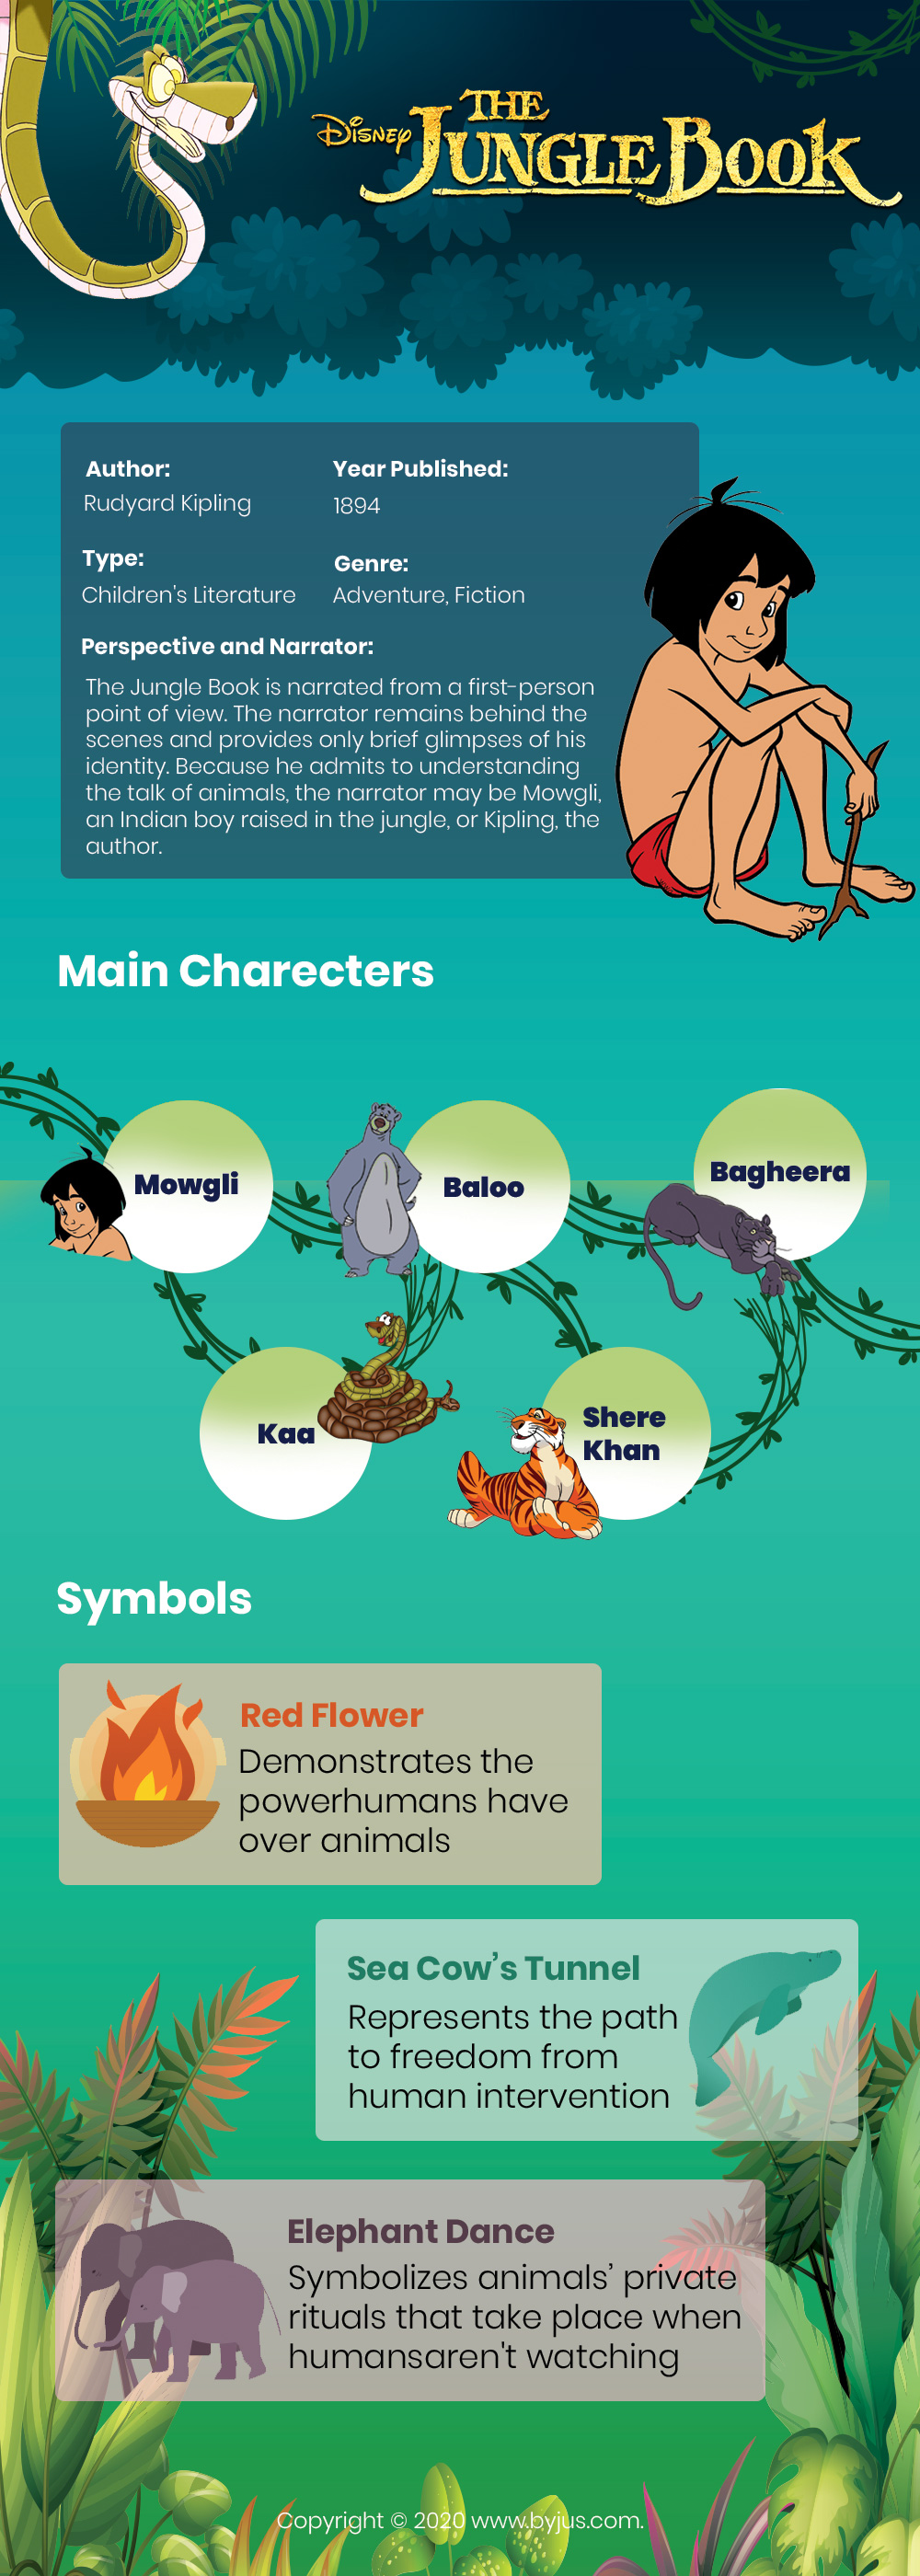 DISNEY THE JUNGLE BOOK
Author:
Rudyard Kipling
Year Published:
1894
Type:
Children's Literature
Genre:
Adventure, Fiction
Perspective and Narrator:
The Jungle Book is narrated from a first-person
point of view. The narrator remains behind the
scenes and provides only brief glimpses of his
identity. Because he admits to understanding
the talk of animals, the narrator may be Mowgli,
an Indian boy raised in the jungle, or Kipling, the
author.
Main Charecters
Mowgli
Baloo
Bagheera
Kaa
Shere
Khan
Symbols
Red Flower
Demonstrates the
powerhumans have
over animals
Sea Cow's Tunnel
Represents the path
to freedom from
human intervention
Elephant Dance
Symbolizes animals' private
rituals that take place when
humansaren't watching
Copyright © 2020 www.byjus.com.